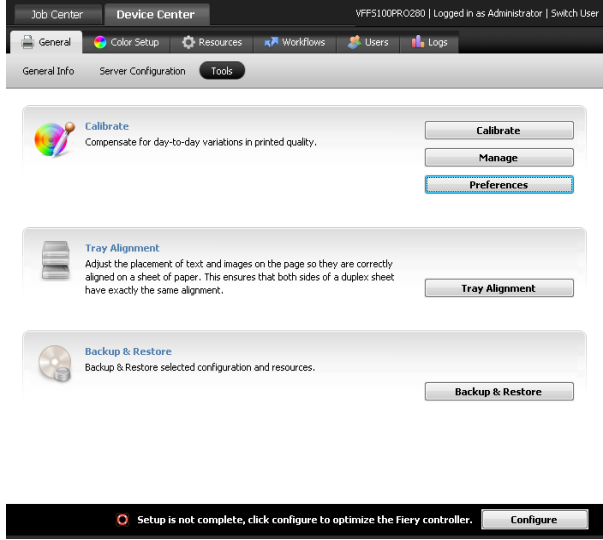 Job Center Device Center VFFS100PRO280 | Logged in as Administrator | Switch User
General Color Setup Resources Workflows Users Logs
General Info Server Configuration Tools
Calibrate
Compensate for day-to-day variations in printed quality.
Calibrate
Manage
Preferences
Tray Alignment
Adjust the placement of text and images on the page so they are correctly
aligned on a sheet of paper. This ensures that both sides of a duplex sheet
have exactly the same alignment.
Tray Alignment
Backup & Restore
Backup & Restore selected configuration and resources.
Backup & Restore
Setup is not complete, click configure to optimize the Fiery controller. Configure